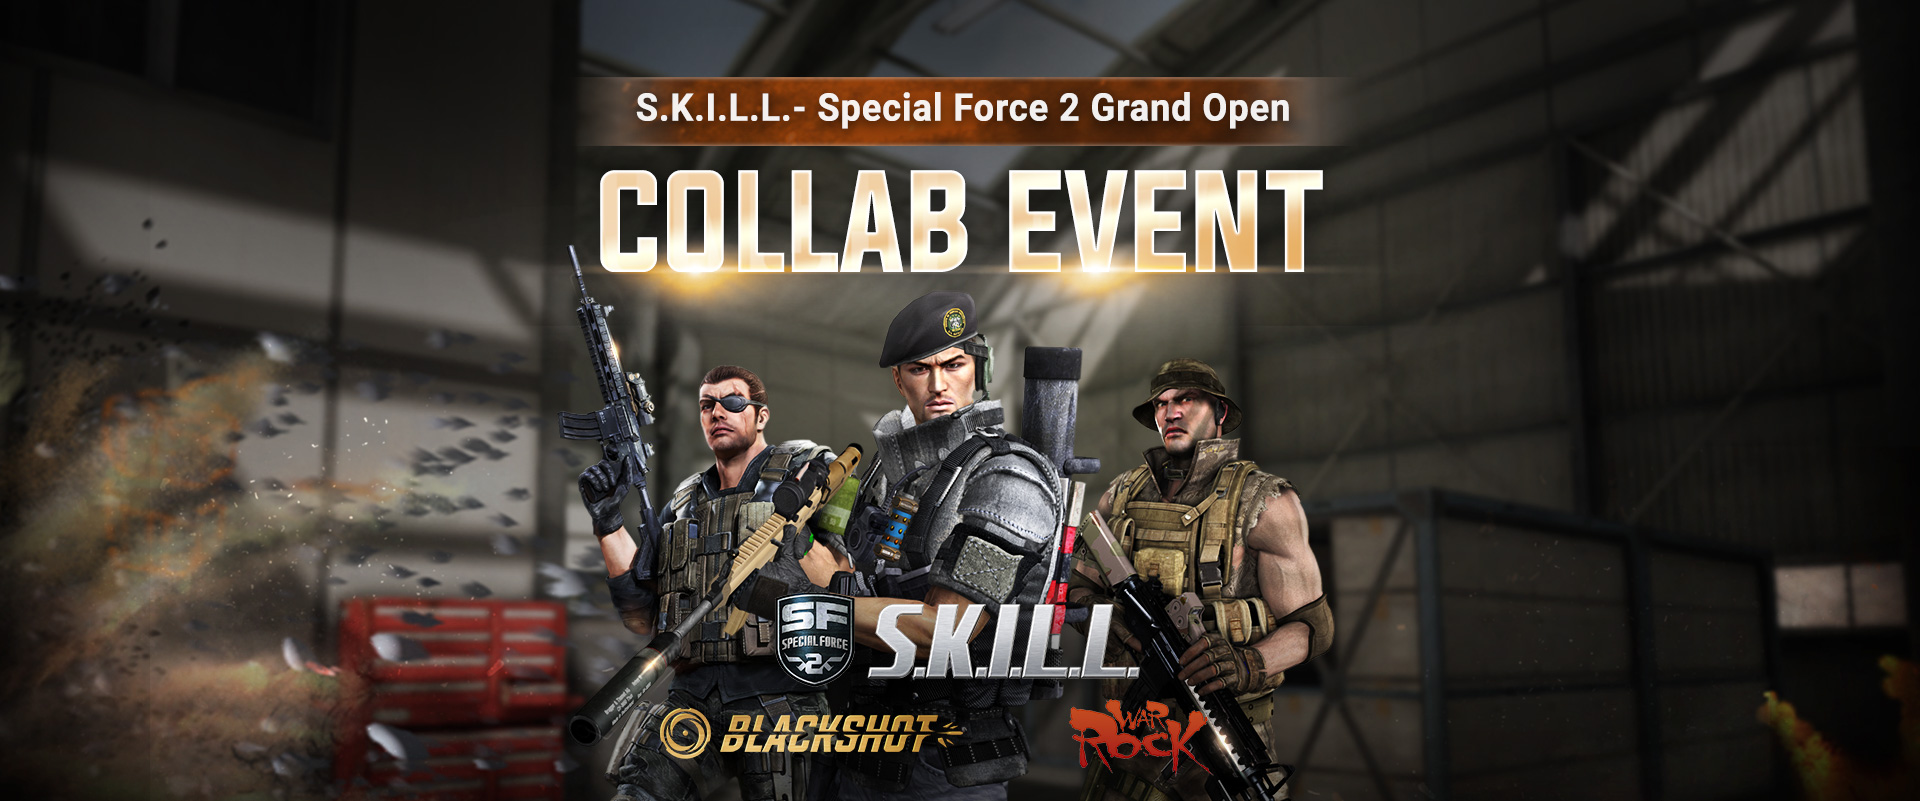 S.K.I.L.L.- Special Force 2 Grand Open
COLLAB EVENT
SF
SPECIAL FORCE
2
S.K.I.L.L.
BLACKSHOT
WAR
ROCK